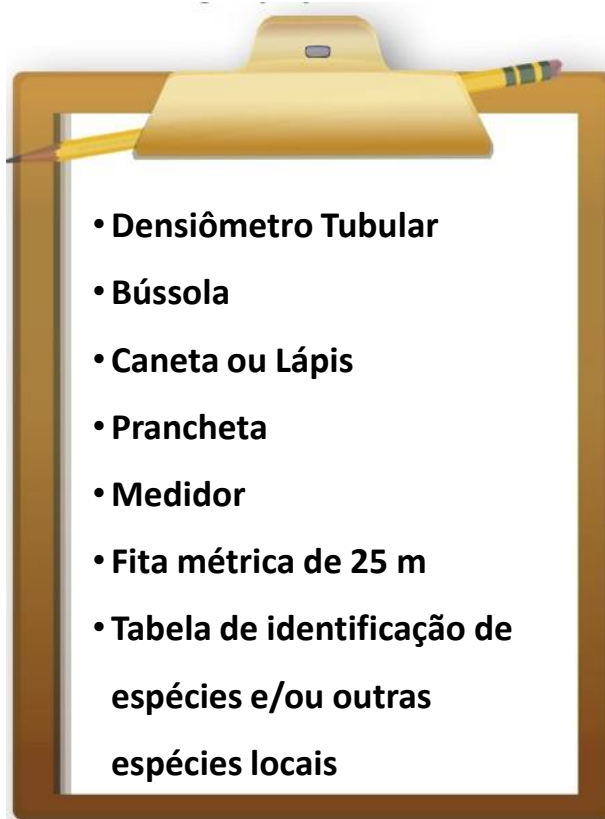 • Densiômetro Tubular
• Bússola
• Caneta ou Lápis
• Prancheta
• Medidor
• Fita métrica de 25 m
• Tabela de identificação de
espécies e/ou outras
espécies locais